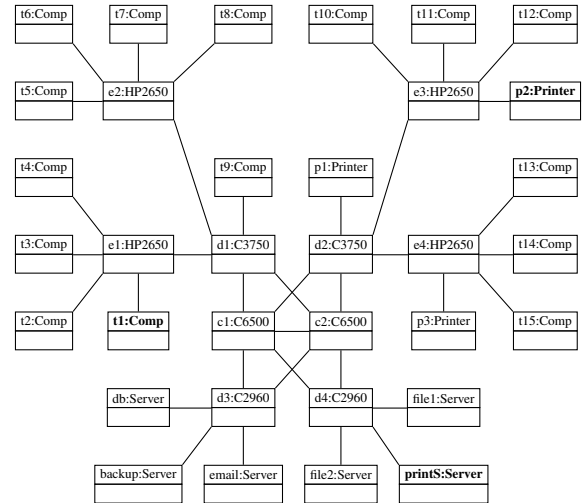 t6:Comp t7:Comp t8:Comp t10:Comp t11:Comp t12:Comp
t5:Comp e2:HP2650 e3:HP2650 p2:Printer
t4:Comp t9:Comp p1:Printer t13:Comp
t3:Comp e1:HP2650 d1:C3750 d2:C3750 e4:HP2650 t14:Comp
t2:Comp t1:Comp c1:C6500 c2:C6500 p3:Printer t15:Comp
db:Server d3:C2960 d4:C2960 file1:Server
backup:Server email:Server file2:Server printS:Server